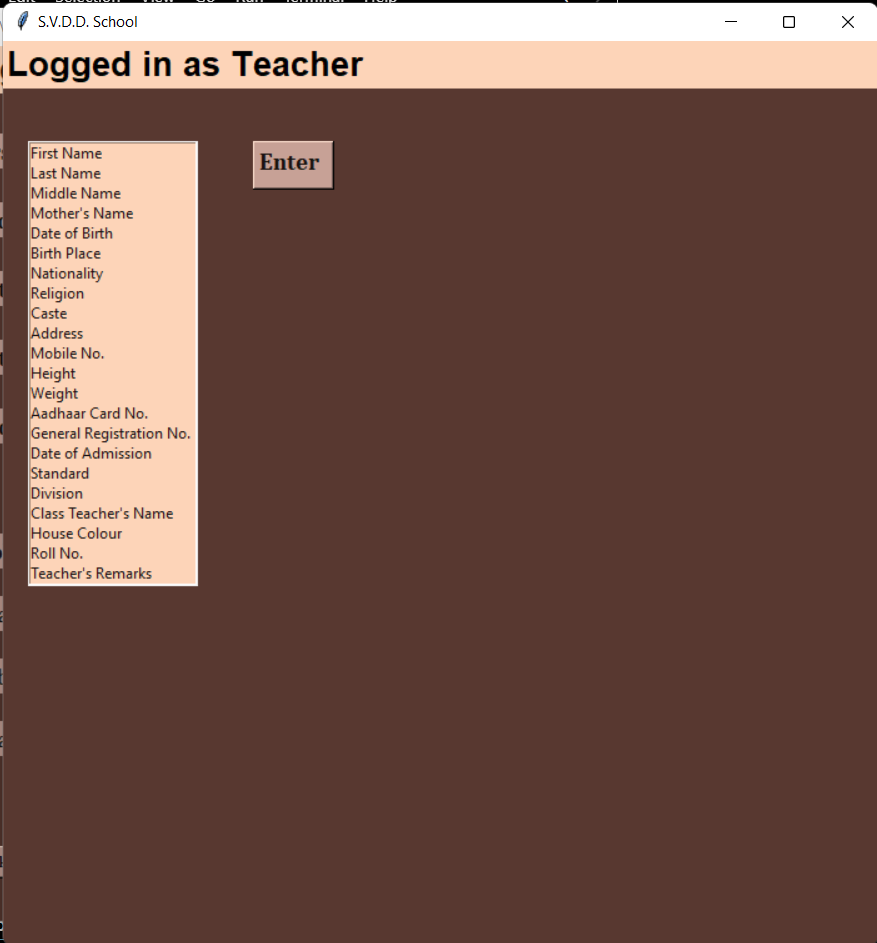 S.V.D.D. School
Logged in as Teacher
First Name
Last Name
Middle Name
Mother's Name
Date of Birth
Birth Place
Nationality
Religion
Caste
Address
Mobile No.
Height
Weight
Aadhaar Card No.
General Registration No.
Date of Admission
Standard
Division
Class Teacher's Name
House Colour
Roll No.
Teacher's Remarks
Enter